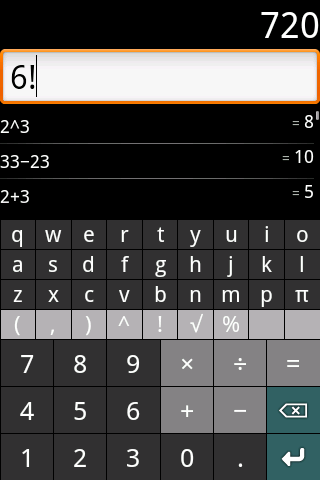 720
6!
2^3 = 8
33−23 = 10
2+3 = 5
q w e r t y u i o
a s d f g h j k l
z x c v b n m p π
( , ) ^ ! √ %
7 8 9 × ÷ =
4 5 6 + −
1 2 3 0 .